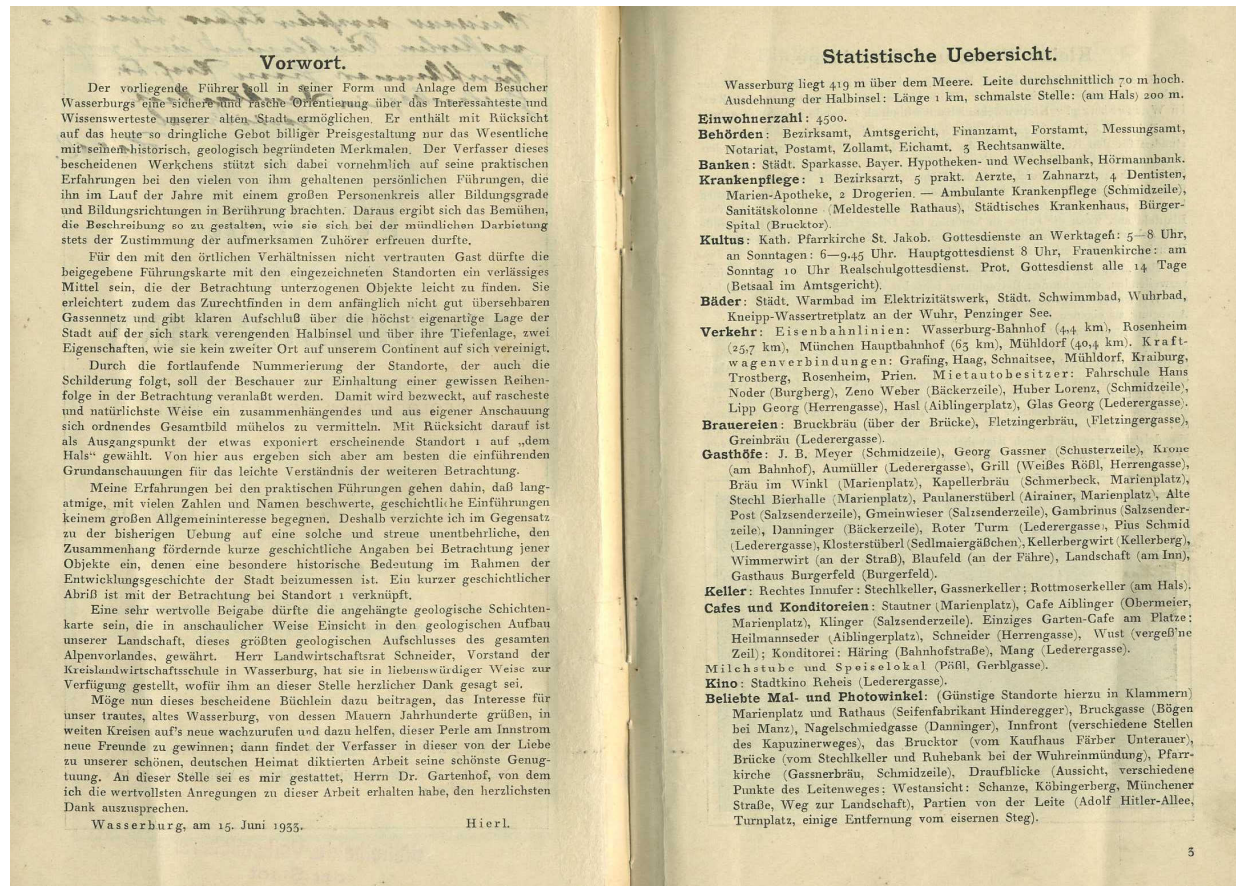 Vorwort.
Der vorliegende Führer soll in seiner Form und Anlage dem Besucher
Wasserburgs eine sichere und rasche Orientierung über das Interessanteste und
Wissenswerteste unserer alten Stadt ermöglichen. Er enthält mit Rücksicht
auf das heute so dringliche Gebot billiger Preisgestaltung nur das Wesentliche
mit seinen historisch, geologisch begründeten Merkmalen. Der Verfasser dieses
bescheidenen Werkchens stützt sich dabei vornehmlich auf seine praktischen
Erfahrungen bei den vielen von ihm gehaltenen persönlichen Führungen, die
ihn im Lauf der Jahre mit einem großen Personenkreis aller Bildungsgrade
und Bildungsrichtungen in Berührung brachten. Daraus ergibt sich das Bemühen,
die Beschreibung so zu gestalten, wie sie sich bei der mündlichen Darbietung
stets der Zustimmung der aufmerksamen Zuhörer erfreuen durfte.
Für den mit den örtlichen Verhältnissen nicht vertrauten Gast dürfte die
beigegebene Führungskarte mit den eingezeichneten Standorten ein verlässiges
Mittel sein, die der Betrachtung unterzogenen Objekte leicht zu finden. Sie
erleichtert zudem das Zurechtfinden in dem anfänglich nicht gut übersehbaren
Gassennetz und gibt klaren Aufschluß über die höchst eigenartige Lage der
Stadt auf der sich stark verengenden Halbinsel und über ihre Tiefenlage, zwei
Eigenschaften, wie sie kein zweiter Ort auf unserem Continent auf sich vereinigt.
Durch die fortlaufende Nummerierung der Standorte, der auch die
Schilderung folgt, soll der Beschauer zur Einhaltung einer gewissen Reihen-
folge in der Betrachtung veranlaßt werden. Damit wird bezweckt, auf rascheste
und natürlichste Weise ein zusammenhängendes und aus eigener Anschauung
sich ordnendes Gesamtbild mühelos zu vermitteln. Mit Rücksicht darauf ist
als Ausgangspunkt der etwas exponiert erscheinende Standort 1 auf „dem
Hals“ gewählt. Von hier aus ergeben sich aber am besten die einführenden
Grundanschauungen für das leichte Verständnis der weiteren Betrachtung.
Meine Erfahrungen bei den praktischen Führungen gehen dahin, daß lang-
atmige, mit vielen Zahlen und Namen beschwerte, geschichtliche Einführungen
keinem großen Allgemeininteresse begegnen. Deshalb verzichte ich im Gegensatz
zu der bisherigen Uebung auf eine solche und streue unentbehrliche, den
Zusammenhang fördernde kurze geschichtliche Angaben bei Betrachtung jener
Objekte ein, denen eine besondere historische Bedeutung im Rahmen der
Entwicklungsgeschichte der Stadt beizumessen ist. Ein kurzer geschichtlicher
Abriß ist mit der Betrachtung bei Standort 1 verknüpft.
Eine sehr wertvolle Beigabe dürfte die angehängte geologische Schichten-
karte sein, die in anschaulicher Weise Einsicht in den geologischen Aufbau
unserer Landschaft, dieses größten geologischen Aufschlusses des gesamten
Alpenvorlandes, gewährt. Herr Landwirtschaftsrat Schneider, Vorstand der
Kreislandwirtschaftsschule in Wasserburg, hat sie in liebenswürdiger Weise zur
Verfügung gestellt, wofür ihm an dieser Stelle herzlicher Dank gesagt sei.
Möge nun dieses bescheidene Büchlein dazu beitragen, das Interesse für
unser trautes, altes Wasserburg, von dessen Mauern Jahrhunderte grüßen, in
weiten Kreisen auf's neue wachzurufen und dazu helfen, dieser Perle am Innstrom
neue Freunde zu gewinnen; dann findet der Verfasser in dieser von der Liebe
zu unserer schönen, deutschen Heimat diktierten Arbeit seine schönste Genug-
tuung. An dieser Stelle sei es mir gestattet, Herrn Dr. Gartenhof, von dem
ich die wertvollsten Anregungen zu dieser Arbeit erhalten habe, den herzlichsten
Dank auszusprechen.
Wasserburg, am 15. Juni 1933. Hierl.
Statistische Uebersicht.
Wasserburg liegt 419 m über dem Meere. Leite durchschnittlich 70 m hoch.
Ausdehnung der Halbinsel: Länge 1 km, schmalste Stelle: (am Hals) 200 m.
Einwohnerzahl: 4500.
Behörden: Bezirksamt, Amtsgericht, Finanzamt, Forstamt, Messungsamt,
Notariat, Postamt, Zollamt, Eichamt. 3 Rechtsanwälte.
Banken: Städt. Sparkasse, Bayer. Hypotheken- und Wechselbank, Hörmannbank.
Krankenpflege: 1 Bezirksarzt, 5 prakt. Aerzte, 1 Zahnarzt, 4 Dentisten,
Marien-Apotheke, 2 Drogerien. — Ambulante Krankenpflege (Schmidzeile),
Sanitätskolonne (Meldestelle Rathaus), Städtisches Krankenhaus, Bürger-
Spital (Brucktor).
Kultus: Kath. Pfarrkirche St. Jakob. Gottesdienste an Werktagen: 5—8 Uhr,
an Sonntagen: 6—9.45 Uhr. Hauptgottesdienst 8 Uhr, Frauenkirche: am
Sonntag 10 Uhr Realschulgottesdienst. Prot. Gottesdienst alle 14 Tage
(Betsaal im Amtsgericht).
Bäder: Städt. Warmbad im Elektrizitätswerk, Städt. Schwimmbad, Wuhrbad,
Kneipp-Wassertretplatz an der Wuhr, Penzinger See.
Verkehr: Eisenbahnlinien: Wasserburg-Bahnhof (4,4 km), Rosenheim
(25,7 km), München Hauptbahnhof (63 km), Mühldorf (40,4 km). Kraft-
wagenverbindungen: Grafing, Haag, Schnaitsee, Mühldorf, Kraiburg,
Trostberg, Rosenheim, Prien. Mietautobesitzer: Fahrschule Hans
Noder (Burgberg), Zeno Weber (Bäckerzeile), Huber Lorenz, (Schmidzeile),
Lipp Georg (Herrengasse), Hasl (Aiblingerplatz), Glas Georg (Lederergasse).
Brauereien: Bruckbräu (über der Brücke), Fletzingerbräu, (Fletzingergasse),
Greinbräu (Lederergasse).
Gasthöfe: J. B. Meyer (Schmidzeile), Georg Gassner (Schusterzeile), Krone
(am Bahnhof), Aumüller (Lederergasse), Grill (Weißes Rößl, Herrengasse),
Bräu im Winkl (Marienplatz), Kapellerbräu (Schmerbeck, Marienplatz),
Stechl Bierhalle (Marienplatz), Paulanerstüberl (Airainer, Marienplatz), Alte
Post (Salzsenderzeile), Gmeinwieser (Salzsenderzeile), Gambrinus (Salzsender-
zeile), Danninger (Bäckerzeile), Roter Turm (Lederergasse), Pius Schmid
(Lederergasse), Klosterstüberl (Sedlmaiergäßchen), Kellerbergwirt (Kellerberg),
Wimmerwirt (an der Straß), Blaufeld (an der Fähre), Landschaft (am Inn),
Gasthaus Burgerfeld (Burgerfeld).
Keller: Rechtes Innufer: Stechlkeller, Gassnerkeller; Rottmoserkeller (am Hals).
Cafes und Konditoreien: Stautner (Marienplatz), Cafe Aiblinger (Obermeier,
Marienplatz), Klinger (Salzsenderzeile). Einziges Garten-Cafe am Platze:
Heilmannseder (Aiblingerplatz), Schneider (Herrengasse), Wust (vergeß'ne
Zeil); Konditorei: Häring (Bahnhofstraße), Mang (Lederergasse).
Milchstube und Speiselokal (Pößl, Gerblgasse).
Kino: Stadtkino Reheis (Lederergasse).
Beliebte Mal- und Photowinkel: (Günstige Standorte hierzu in Klammern)
Marienplatz und Rathaus (Seifenfabrikant Hinderegger), Bruckgasse (Bögen
bei Manz), Nagelschmiedgasse (Danninger), Innfront (verschiedene Stellen
des Kapuzinerweges), das Brucktor (vom Kaufhaus Färber Unterauer),
Brücke (vom Stechlkeller und Ruhebank bei der Wuhreinmündung), Pfarr-
kirche (Gassnerbräu, Schmidzeile), Draufblicke (Aussicht, verschiedene
Punkte des Leitenweges; Westansicht: Schanze, Köbingerberg, Münchener
Straße, Weg zur Landschaft), Partien von der Leite (Adolf Hitler-Allee,
Turnplatz, einige Entfernung vom eisernen Steg).
3